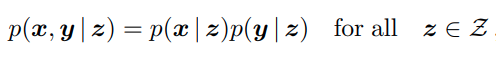 p(x, y | z) = p(x | z)p(y | z) for all z ∈ 𝒵